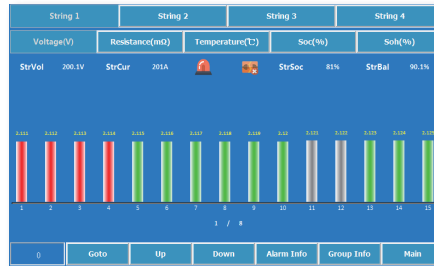 String 1 String 2 String 3 String 4
Voltage(V) Resistance(mΩ) Temperature(℃) Soc(%) Soh(%)
StrVol 200.1V StrCur 201A StrSoc 81% StrBal 90.1%
2.111 2.112 2.113 2.114 2.115 2.116 2.117 2.118 2.119 2.12 2.121 2.122 2.123 2.124 2.125
1 2 3 4 5 6 7 8 9 10 11 12 13 14 15
1 / 8
0 Goto Up Down Alarm Info Group Info Main